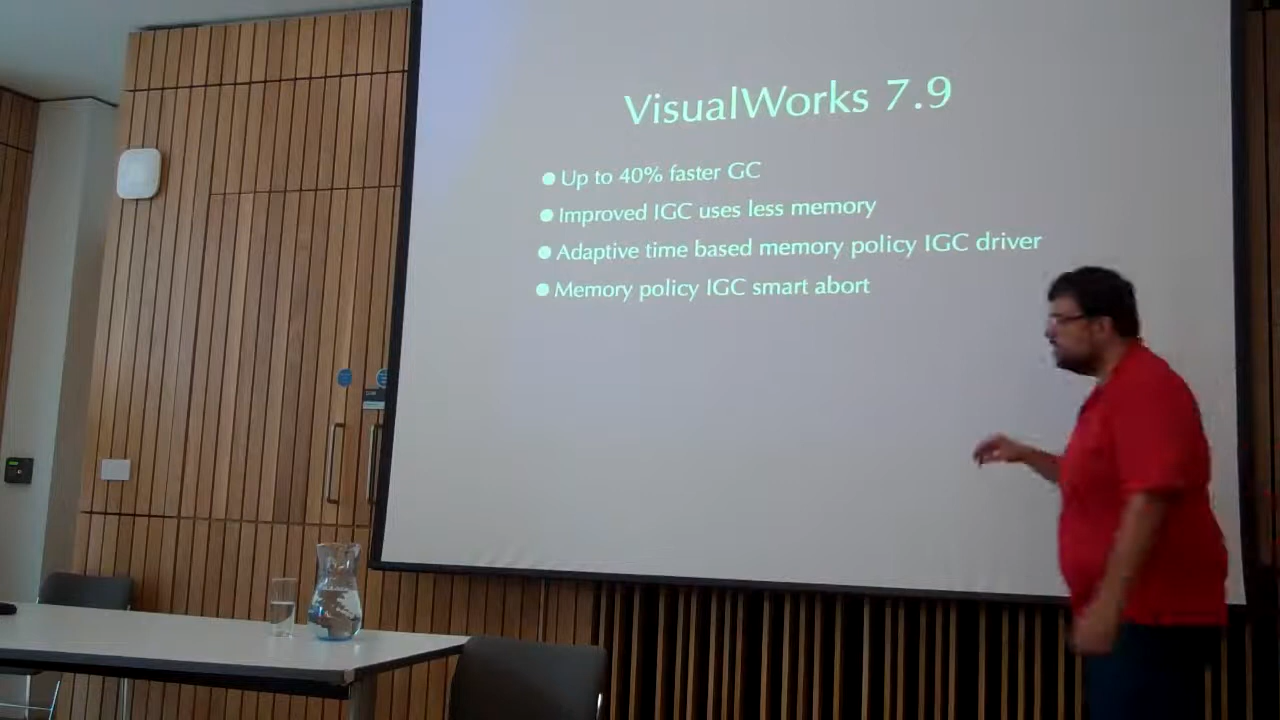 VisualWorks 7.9
Up to 40% faster GC
Improved IGC uses less memory
Adaptive time based memory policy IGC driver
Memory policy IGC smart abort